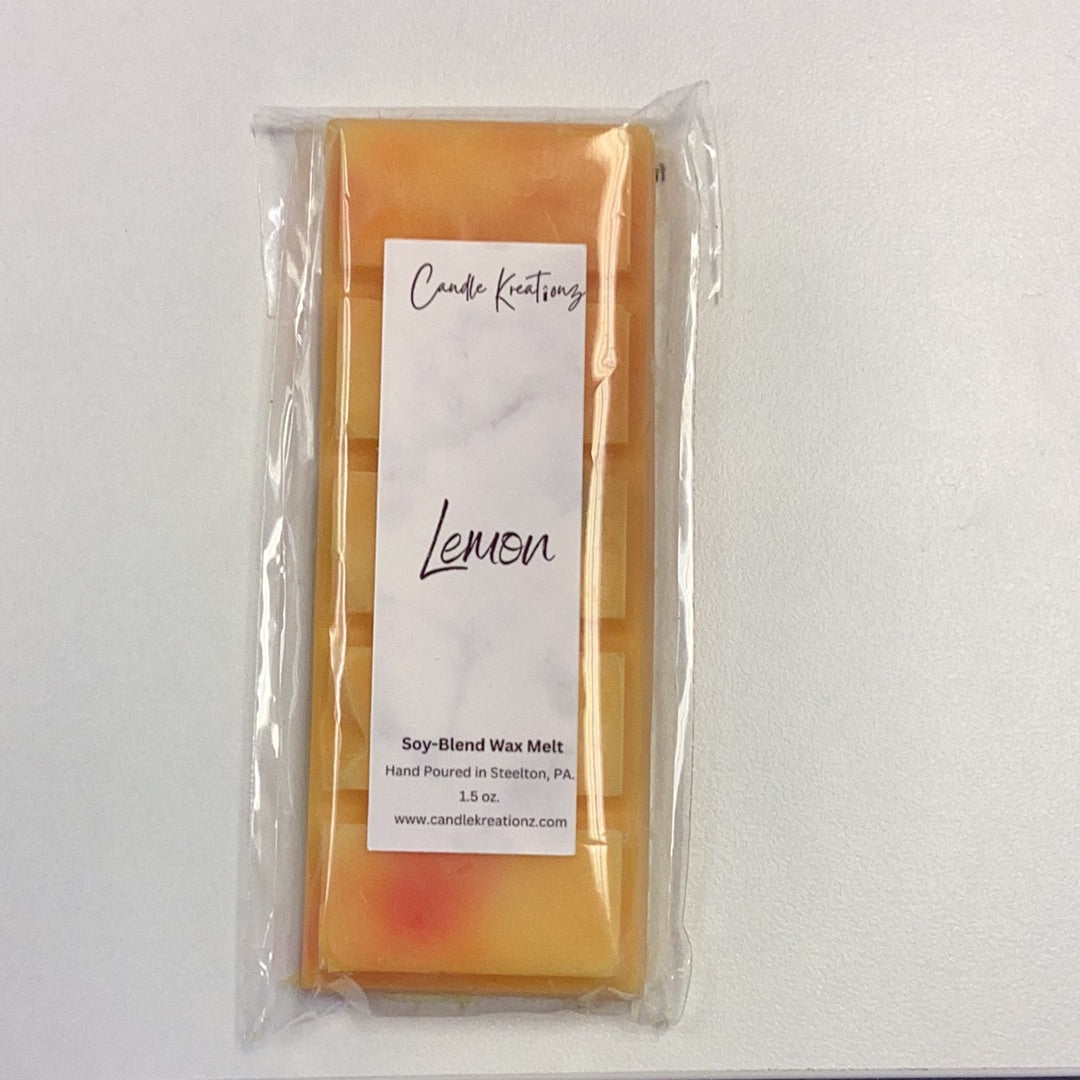 Candle Kreationz
Lemon
Soy-Blend Wax Melt
Hand Poured in Steelton, PA.
1.5 oz.
www.candlekreationz.com